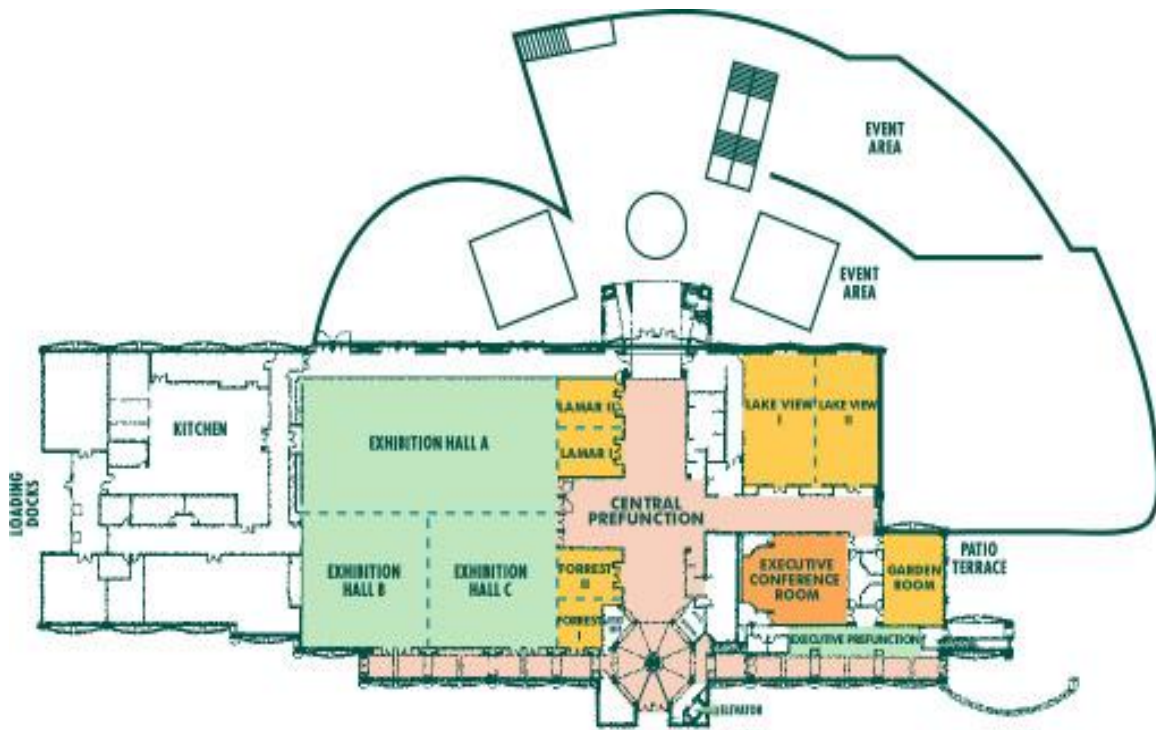 EVENT
AREA
EVENT
AREA
LAMAR II
LAKE VIEW
I
LAKE VIEW
II
KITCHEN
EXHIBITION HALL A
LAMAR I
LOADING
DOCKS
CENTRAL
PREFUNCTION
EXHIBITION
HALL B
EXHIBITION
HALL C
FORREST
II
EXECUTIVE
CONFERENCE
ROOM
GARDEN
ROOM
PATIO
TERRACE
FORREST
I
EXECUTIVE PREFUNCTION
ELEVATOR